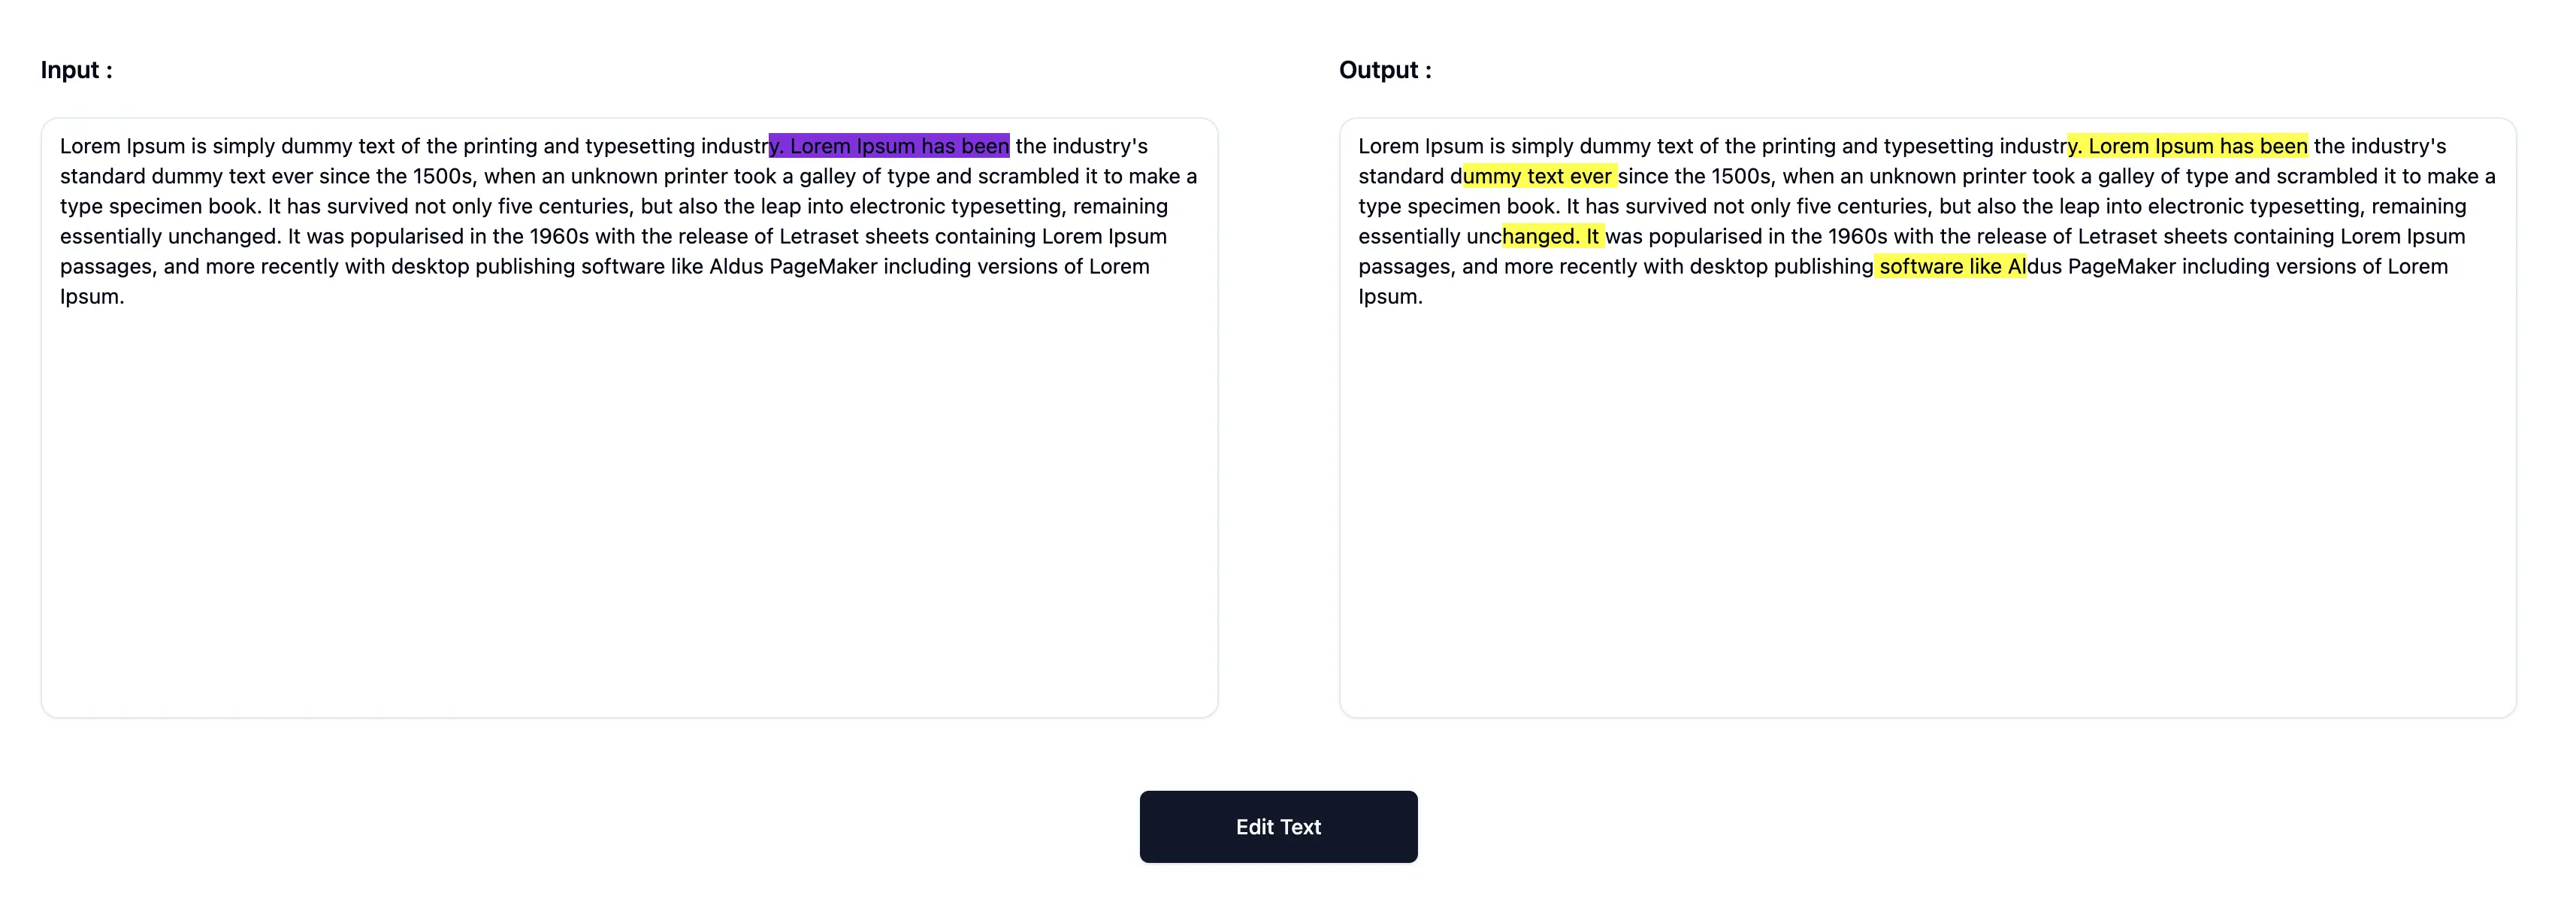 Input :
Lorem Ipsum is simply dummy text of the printing and typesetting industry. Lorem Ipsum has been the industry's
standard dummy text ever since the 1500s, when an unknown printer took a galley of type and scrambled it to make a
type specimen book. It has survived not only five centuries, but also the leap into electronic typesetting, remaining
essentially unchanged. It was popularised in the 1960s with the release of Letraset sheets containing Lorem Ipsum
passages, and more recently with desktop publishing software like Aldus PageMaker including versions of Lorem
Ipsum.
Output :
Lorem Ipsum is simply dummy text of the printing and typesetting industry. Lorem Ipsum has been the industry's
standard dummy text ever since the 1500s, when an unknown printer took a galley of type and scrambled it to make a
type specimen book. It has survived not only five centuries, but also the leap into electronic typesetting, remaining
essentially unchanged. It was popularised in the 1960s with the release of Letraset sheets containing Lorem Ipsum
passages, and more recently with desktop publishing software like Aldus PageMaker including versions of Lorem
Ipsum.
Edit Text